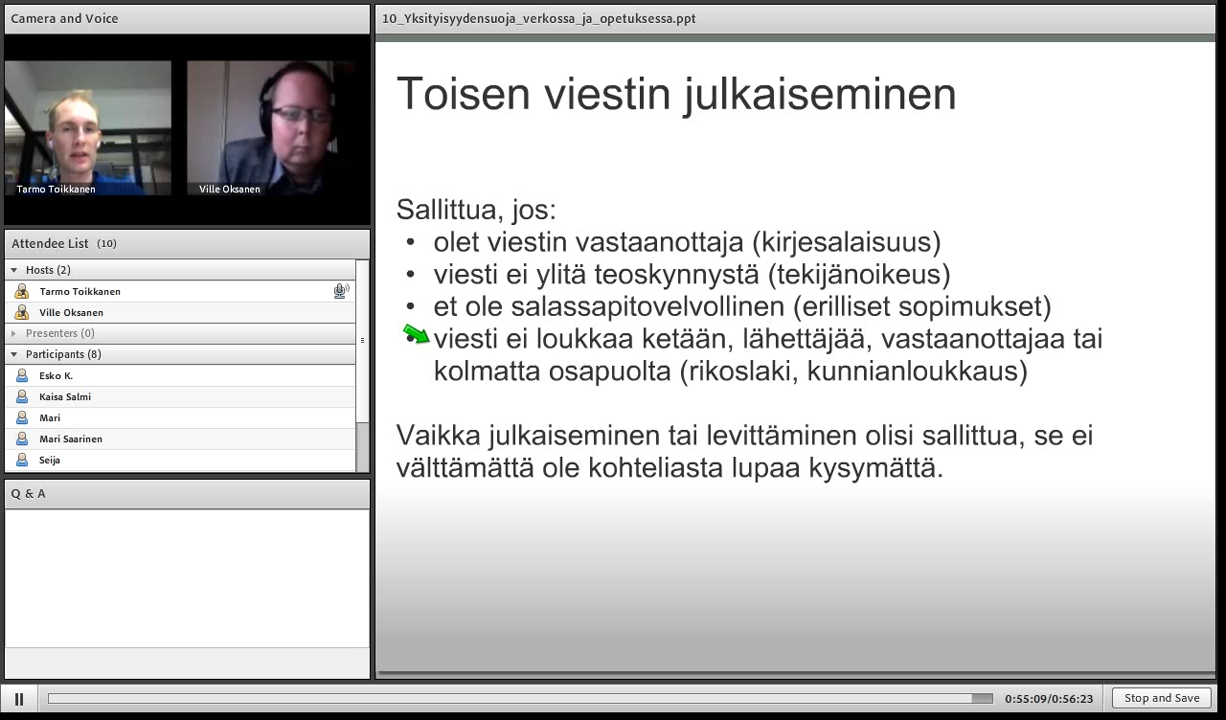 Camera and Voice
Tarmo Toikkanen
Ville Oksanen
Attendee List (10)
Hosts (2)
Tarmo Toikkanen
Ville Oksanen
Presenters (0)
Participants (8)
Esko K.
Kaisa Salmi
Mari
Mari Saarinen
Seija
Q & A
10_Yksityisyydensuoja_verkossa_ja_opetuksessa.ppt
Toisen viestin julkaiseminen
Sallittua, jos:
• olet viestin vastaanottaja (kirjesalaisuus)
• viesti ei ylitä teoskynnystä (tekijänoikeus)
• et ole salassapitovelvollinen (erilliset sopimukset)
• viesti ei loukkaa ketään, lähettäjää, vastaanottajaa tai
kolmatta osapuolta (rikoslaki, kunnianloukkaus)
Vaikka julkaiseminen tai levittäminen olisi sallittua, se ei
välttämättä ole kohteliasta lupaa kysymättä.
0:55:09/0:56:23
Stop and Save